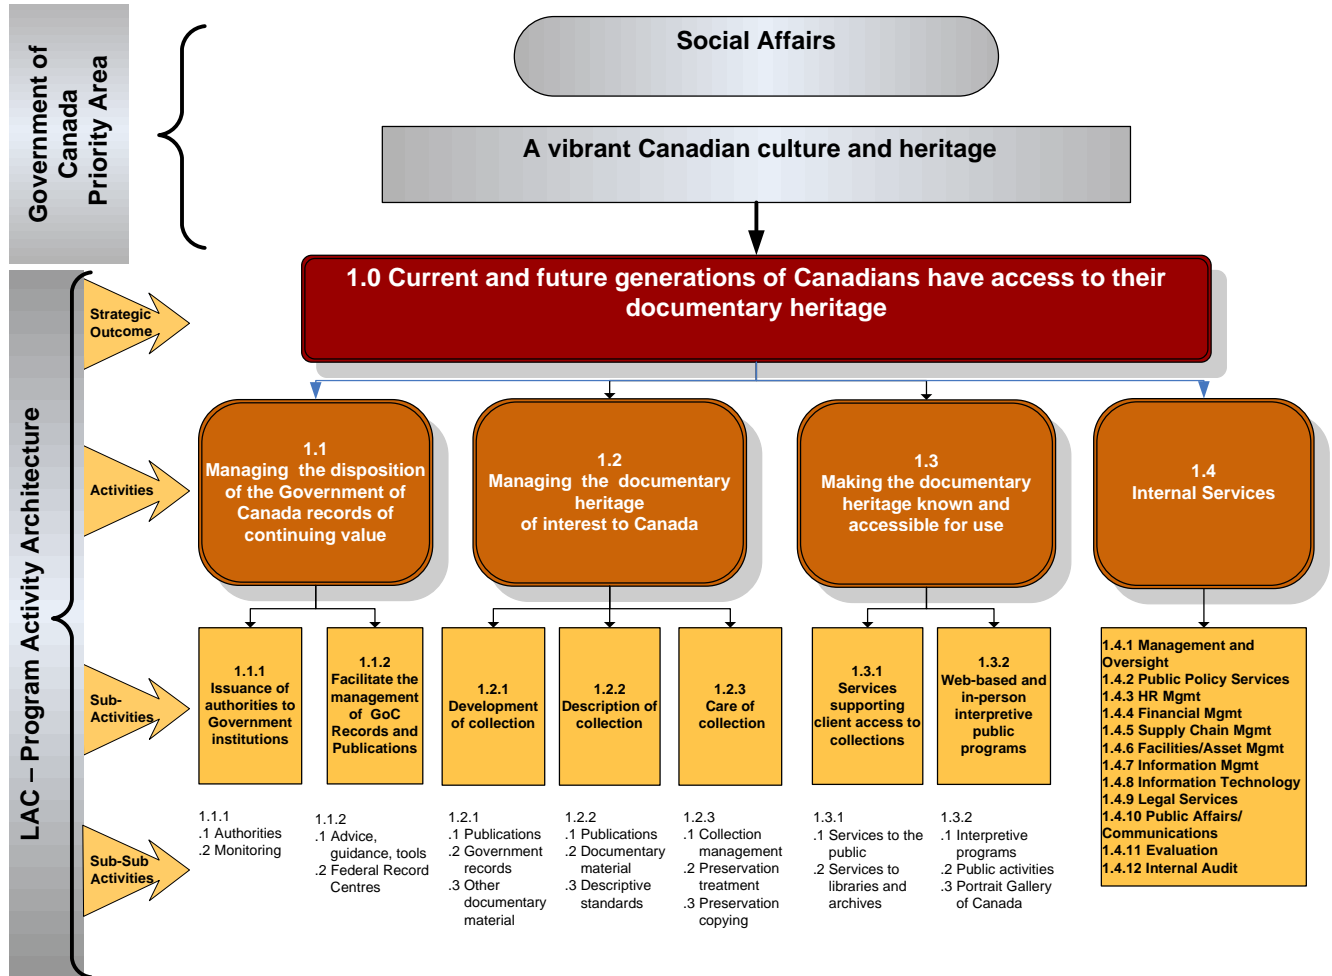 Government of
Canada
Priority Area
Social Affairs
A vibrant Canadian culture and heritage
LAC – Program Activity Architecture
Strategic
Outcome
1.0 Current and future generations of Canadians have access to their
documentary heritage
Activities
1.1
Managing the disposition
of the Government of
Canada records of
continuing value
1.2
Managing the documentary
heritage
of interest to Canada
1.3
Making the documentary
heritage known and
accessible for use
1.4
Internal Services
Sub-
Activities
1.1.1
Issuance of
authorities to
Government
institutions
1.1.2
Facilitate the
management
of GoC
Records and
Publications
1.2.1
Development
of collection
1.2.2
Description of
collection
1.2.3
Care of
collection
1.3.1
Services
supporting
client access to
collections
1.3.2
Web-based and
in-person
interpretive
public
programs
1.4.1 Management and
Oversight
1.4.2 Public Policy Services
1.4.3 HR Mgmt
1.4.4 Financial Mgmt
1.4.5 Supply Chain Mgmt
1.4.6 Facilities/Asset Mgmt
1.4.7 Information Mgmt
1.4.8 Information Technology
1.4.9 Legal Services
1.4.10 Public Affairs/
Communications
1.4.11 Evaluation
1.4.12 Internal Audit
Sub-Sub
Activities
1.1.1
.1 Authorities
.2 Monitoring
1.1.2
.1 Advice,
guidance, tools
.2 Federal Record
Centres
1.2.1
.1 Publications
.2 Government
records
.3 Other
documentary
material
1.2.2
.1 Publications
.2 Documentary
material
.3 Descriptive
standards
1.2.3
.1 Collection
management
.2 Preservation
treatment
.3 Preservation
copying
1.3.1
.1 Services to the
public
.2 Services to
libraries and
archives
1.3.2
.1 Interpretive
programs
.2 Public activities
.3 Portrait Gallery
of Canada